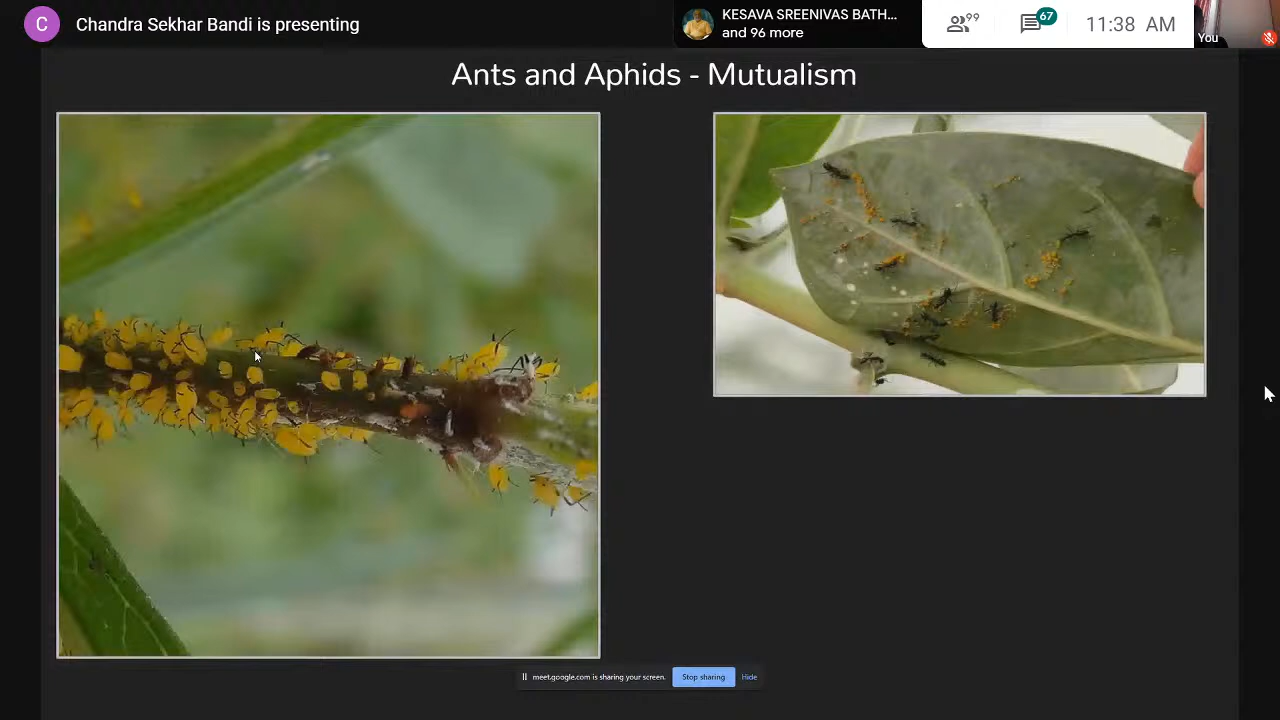 C
Chandra Sekhar Bandi is presenting
KESAVA SREENIVAS BATH...
and 96 more
99
67
11:38 AM
You
Ants and Aphids - Mutualism
meet.google.com is sharing your screen.
Stop sharing
Hide